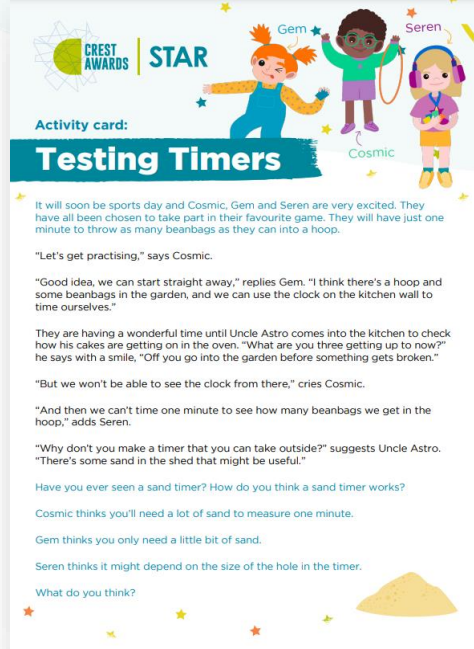 Gem
Seren
CREST
AWARDS
STAR
Cosmic
Activity card:
Testing Timers
It will soon be sports day and Cosmic, Gem and Seren are very excited. They
have all been chosen to take part in their favourite game. They will have just one
minute to throw as many beanbags as they can into a hoop.
“Let's get practising,” says Cosmic.
“Good idea, we can start straight away,” replies Gem. “I think there's a hoop and
some beanbags in the garden, and we can use the clock on the kitchen wall to
time ourselves.”
They are having a wonderful time until Uncle Astro comes into the kitchen to check
how his cakes are getting on in the oven. “What are you three getting up to now?”
he says with a smile, “Off you go into the garden before something gets broken.”
“But we won't be able to see the clock from there,” cries Cosmic.
“And then we can't time one minute to see how many beanbags we get in the
hoop,” adds Seren.
“Why don't you make a timer that you can take outside?” suggests Uncle Astro.
“There's some sand in the shed that might be useful.”
Have you ever seen a sand timer? How do you think a sand timer works?
Cosmic thinks you'll need a lot of sand to measure one minute.
Gem thinks you only need a little bit of sand.
Seren thinks it might depend on the size of the hole in the timer.
What do you think?